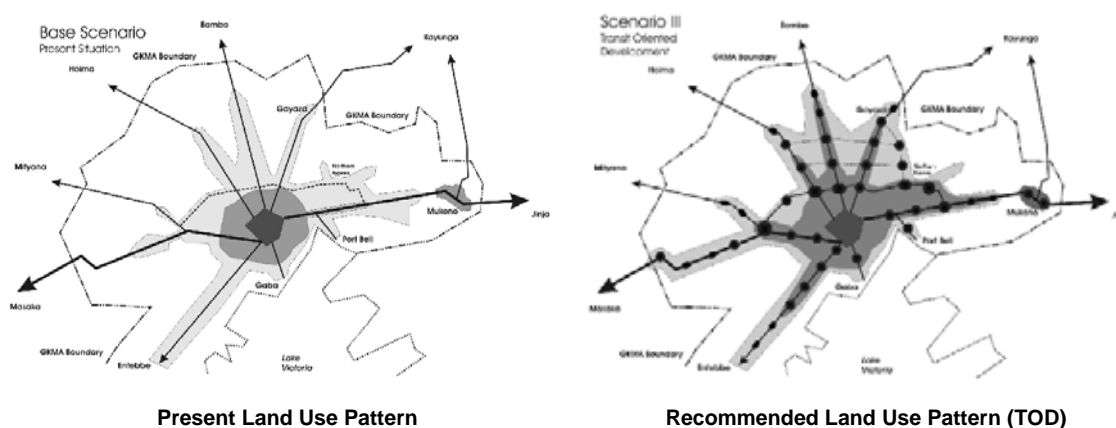 Base Scenario
Present Situation
Bombo
Kayunga
GKMA Boundary
Hoima
Gayaza
GKMA Boundary
Mityana
Mukono
Jinja
Port Bell
Gaba
Masaka
GKMA Boundary
Entebbe
Lake
Victoria
Present Land Use Pattern
Scenario III
Transit Oriented
Development
Bombo
Kayunga
GKMA Boundary
Hoima
Gayaza
GKMA Boundary
Mityana
Mukono
Port Bell
Gaba
Masaka
GKMA Boundary
Entebbe
Lake
Victoria
Recommended Land Use Pattern (TOD)